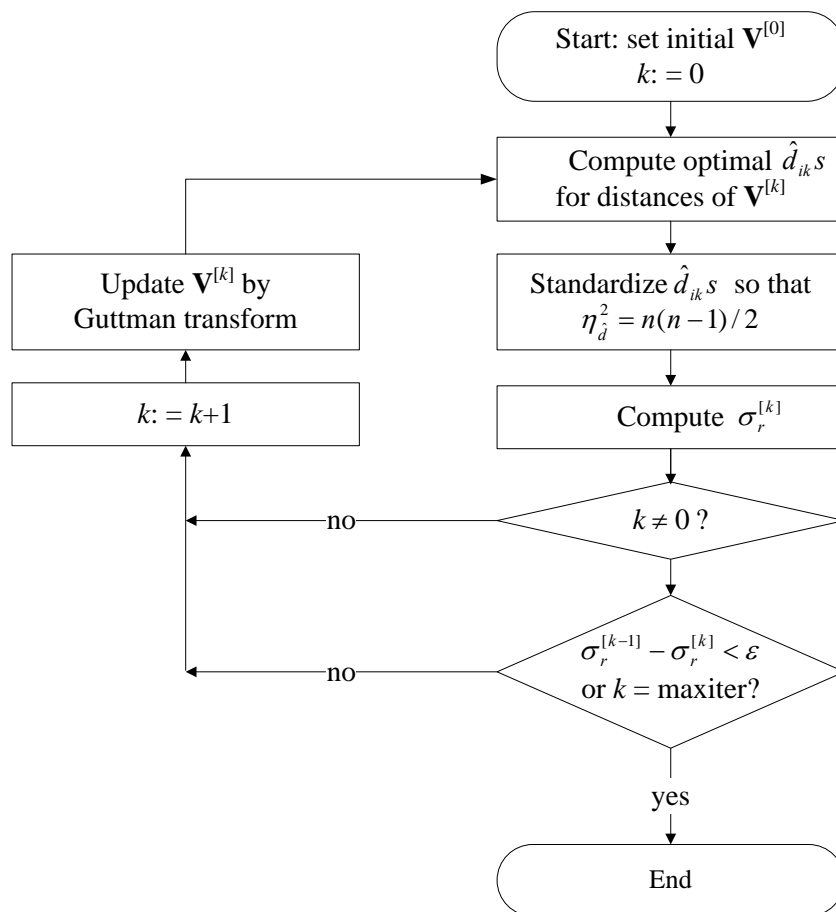 Start: set initial V^[0]
k: = 0
Compute optimal d̂_ik s
for distances of V^[k]
Standardize d̂_ik s so that
η²_d̂ = n(n−1)/2
Compute σ_r^[k]
k ≠ 0 ?
no
σ_r^[k−1] − σ_r^[k] < ε
or k = maxiter?
no
yes
End
k: = k+1
Update V^[k] by
Guttman transform